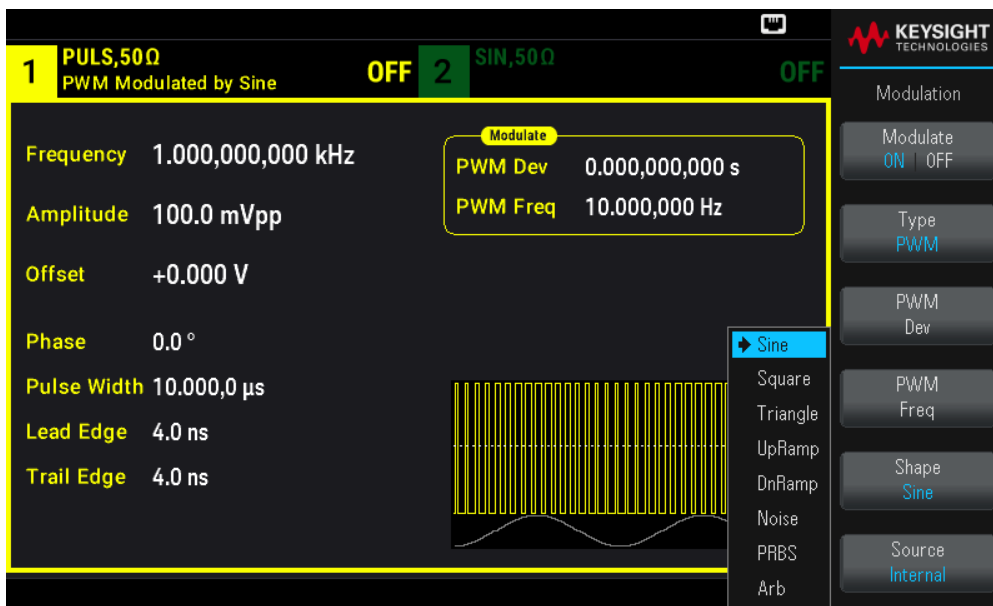 KEYSIGHT
TECHNOLOGIES
1 PULS,50Ω OFF
PWM Modulated by Sine
2 SIN,50Ω OFF
Frequency 1.000,000,000 kHz
Amplitude 100.0 mVpp
Offset +0.000 V
Phase 0.0 °
Pulse Width 10.000,0 µs
Lead Edge 4.0 ns
Trail Edge 4.0 ns
Modulate
PWM Dev 0.000,000,000 s
PWM Freq 10.000,000 Hz
Sine
Square
Triangle
UpRamp
DnRamp
Noise
PRBS
Arb
Modulation
Modulate
ON | OFF
Type
PWM
PWM
Dev
PWM
Freq
Shape
Sine
Source
Internal